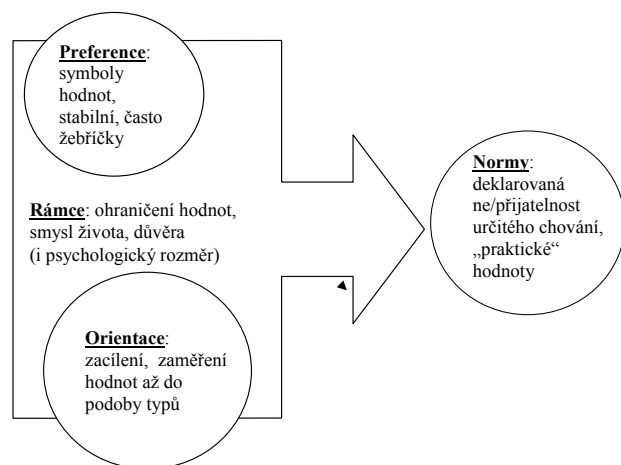 Preference:
symboly
hodnot,
stabilní, často
žebříčky
Rámce: ohraničení hodnot,
smysl života, důvěra
(i psychologický rozměr)
Orientace:
zacílení, zaměření
hodnot až do
podoby typů
Normy:
deklarovaná
ne/přijatelnost
určitého chování,
„praktické“
hodnoty